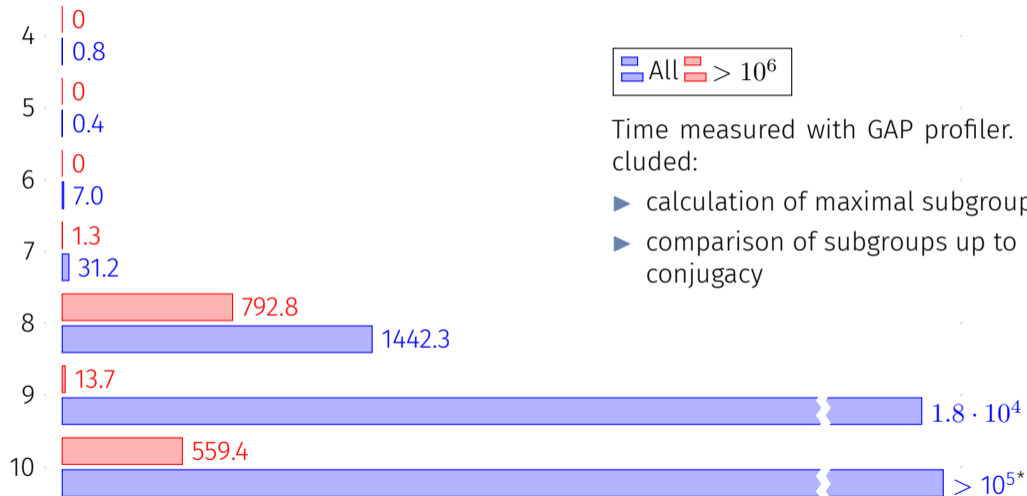 4
0
0.8
5
0
0.4
6
0
7.0
7
1.3
31.2
8
792.8
1442.3
9
13.7
1.8 · 10⁴
10
559.4
> 10⁵*
All > 10⁶
Time measured with GAP profiler.
cluded:
▶ calculation of maximal
▶ comparison of subgroups up to
conjugacy